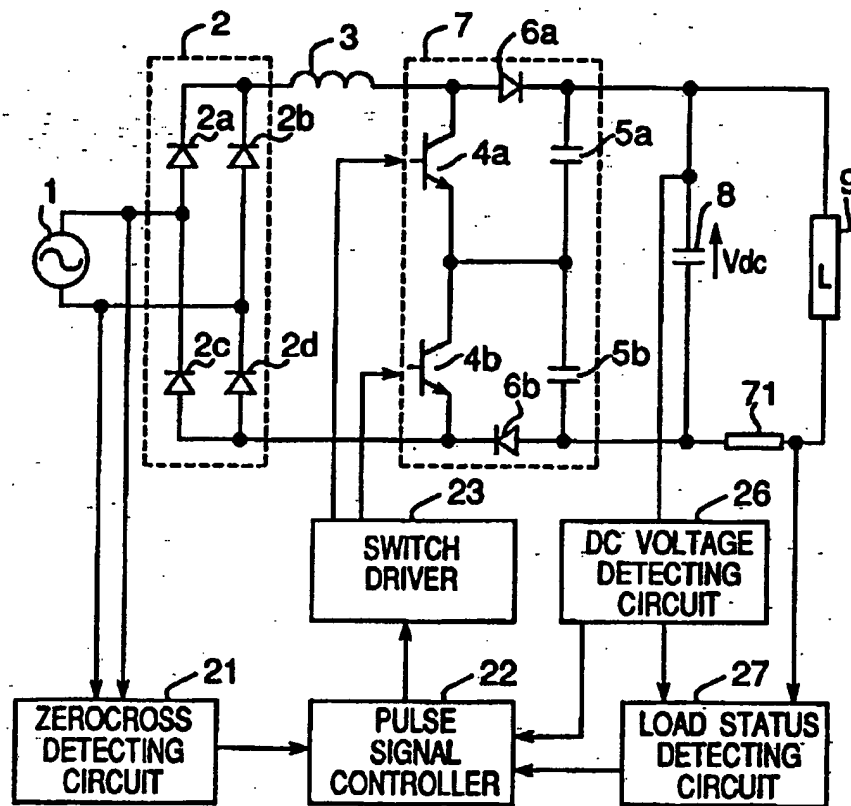 2
3
7
6a
2a
2b
4a
5a
1
8
Vdc
9
L
2c
2d
4b
5b
6b
71
23
SWITCH
DRIVER
26
DC VOLTAGE
DETECTING
CIRCUIT
21
ZEROCROSS
DETECTING
CIRCUIT
22
PULSE
SIGNAL
CONTROLLER
27
LOAD STATUS
DETECTING
CIRCUIT